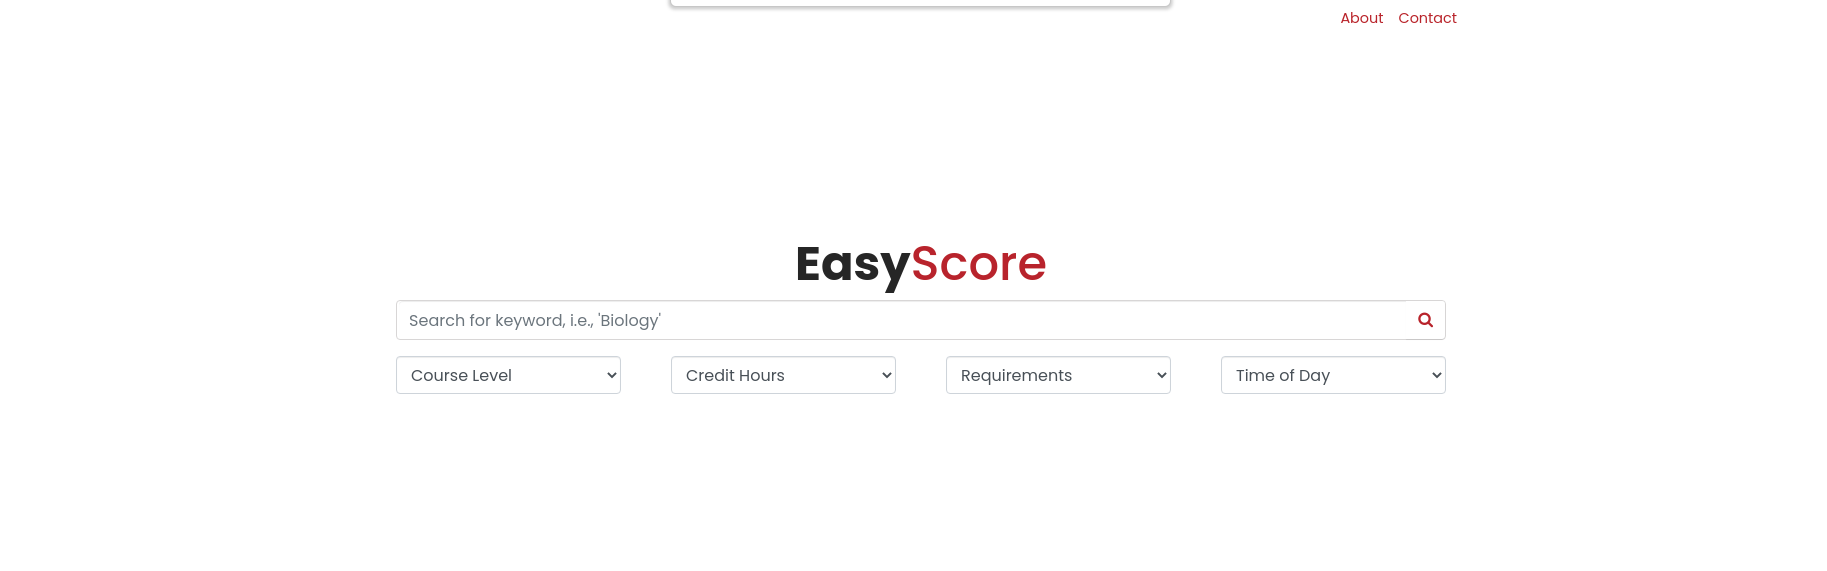 About Contact
EasyScore
Search for keyword, i.e., 'Biology'
Course Level Credit Hours Requirements Time of Day